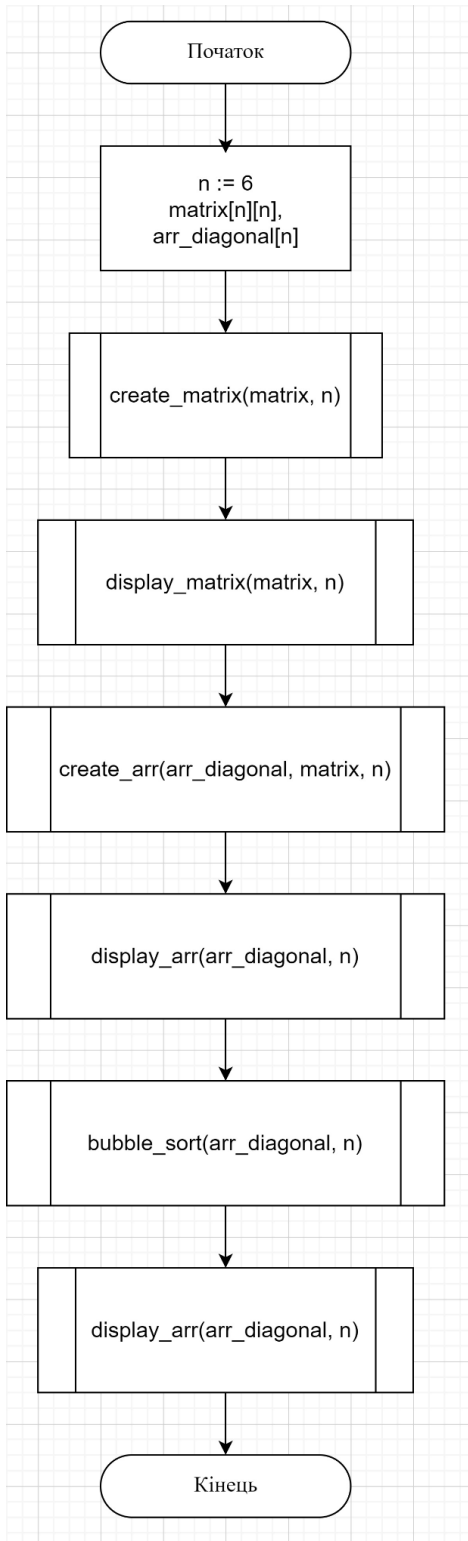 Початок
n := 6
matrix[n][n],
arr_diagonal[n]
create_matrix(matrix, n)
display_matrix(matrix, n)
create_arr(arr_diagonal, matrix, n)
display_arr(arr_diagonal, n)
bubble_sort(arr_diagonal, n)
display_arr(arr_diagonal, n)
Кінець